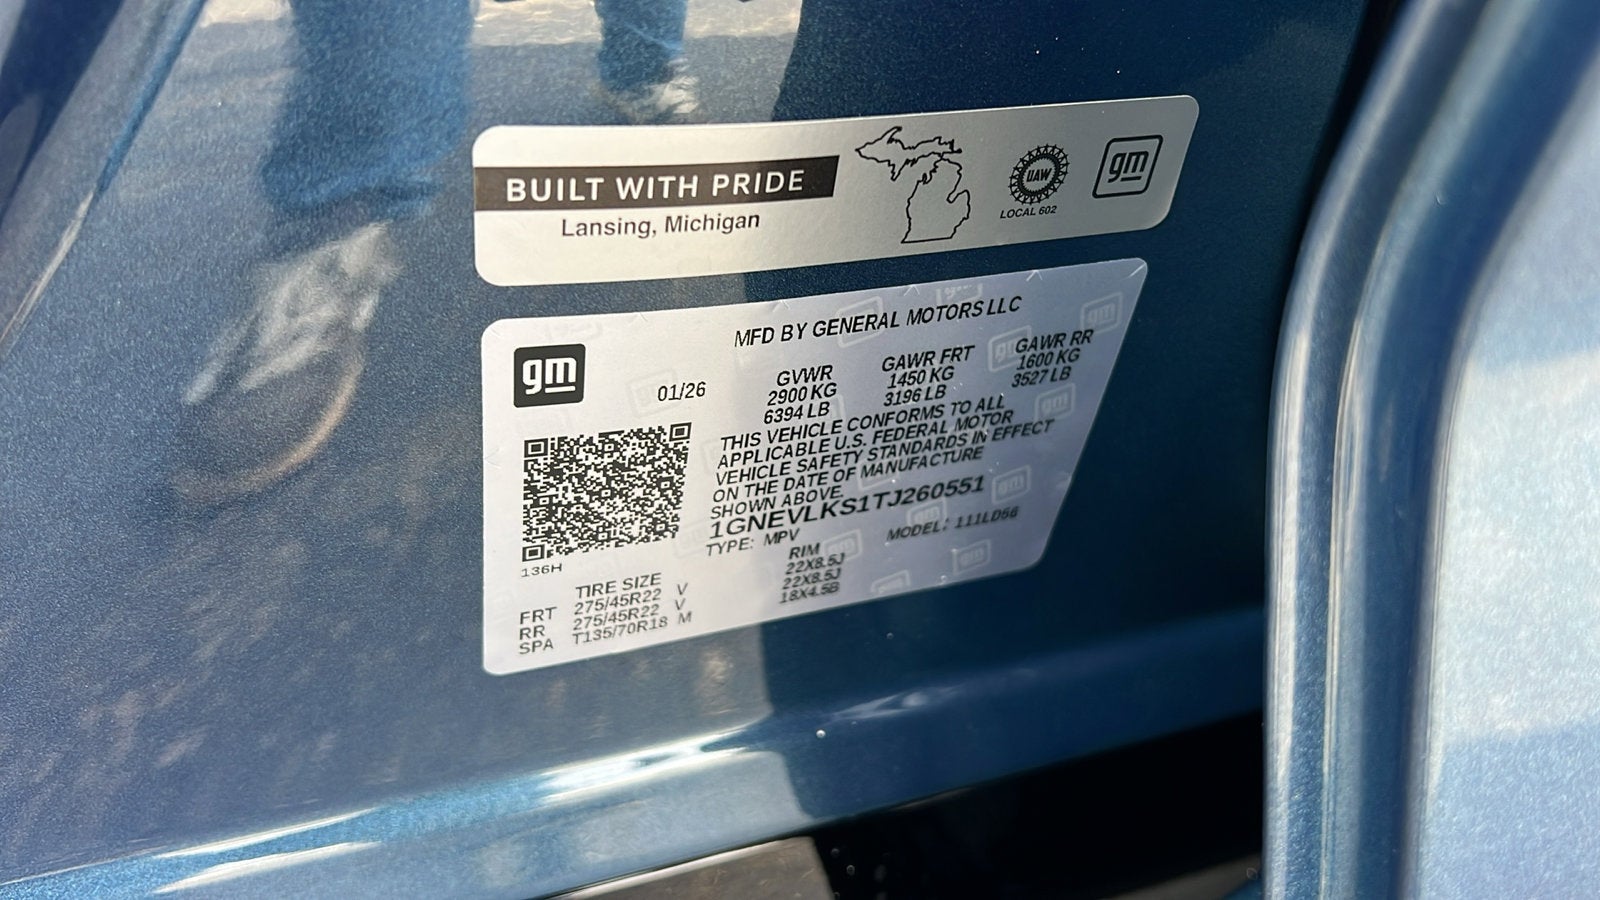 BUILT WITH PRIDE
Lansing, Michigan
UAW
LOCAL 602
gm
MFD BY GENERAL MOTORS LLC
gm
01/26
GVWR GAWR FRT GAWR RR
2900 KG 1450 KG 1600 KG
6394 LB 3196 LB 3527 LB
THIS VEHICLE CONFORMS TO ALL
APPLICABLE U.S. FEDERAL MOTOR
VEHICLE SAFETY STANDARDS IN EFFECT
ON THE DATE OF MANUFACTURE
SHOWN ABOVE.
1GNEVLKS1TJ260551
TYPE: MPV MODEL: 111LD56
136H
TIRE SIZE RIM
FRT 275/45R22 V 22X8.5J
RR 275/45R22 V 22X8.5J
SPA T135/70R18 M 18X4.5B